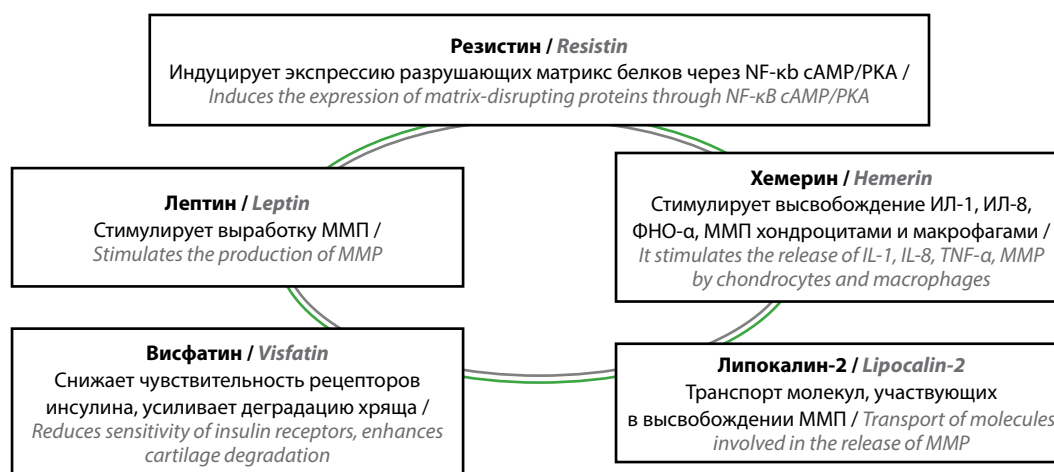 Резистин / Resistin
Индуцирует экспрессию разрушающих матрикс белков через NF-κb cAMP/PKA /
Induces the expression of matrix-disrupting proteins through NF-κB cAMP/PKA
Лептин / Leptin
Стимулирует выработку ММП /
Stimulates the production of MMP
Хемерин / Hemerin
Стимулирует высвобождение ИЛ-1, ИЛ-8,
ФНО-α, ММП хондроцитами и макрофагами /
It stimulates the release of IL-1, IL-8, TNF-α, MMP
by chondrocytes and macrophages
Висфатин / Visfatin
Снижает чувствительность рецепторов
инсулина, усиливает деградацию хряща /
Reduces sensitivity of insulin receptors, enhances
cartilage degradation
Липокалин-2 / Lipocalin-2
Транспорт молекул, участвующих
в высвобождении ММП / Transport of molecules
involved in the release of MMP